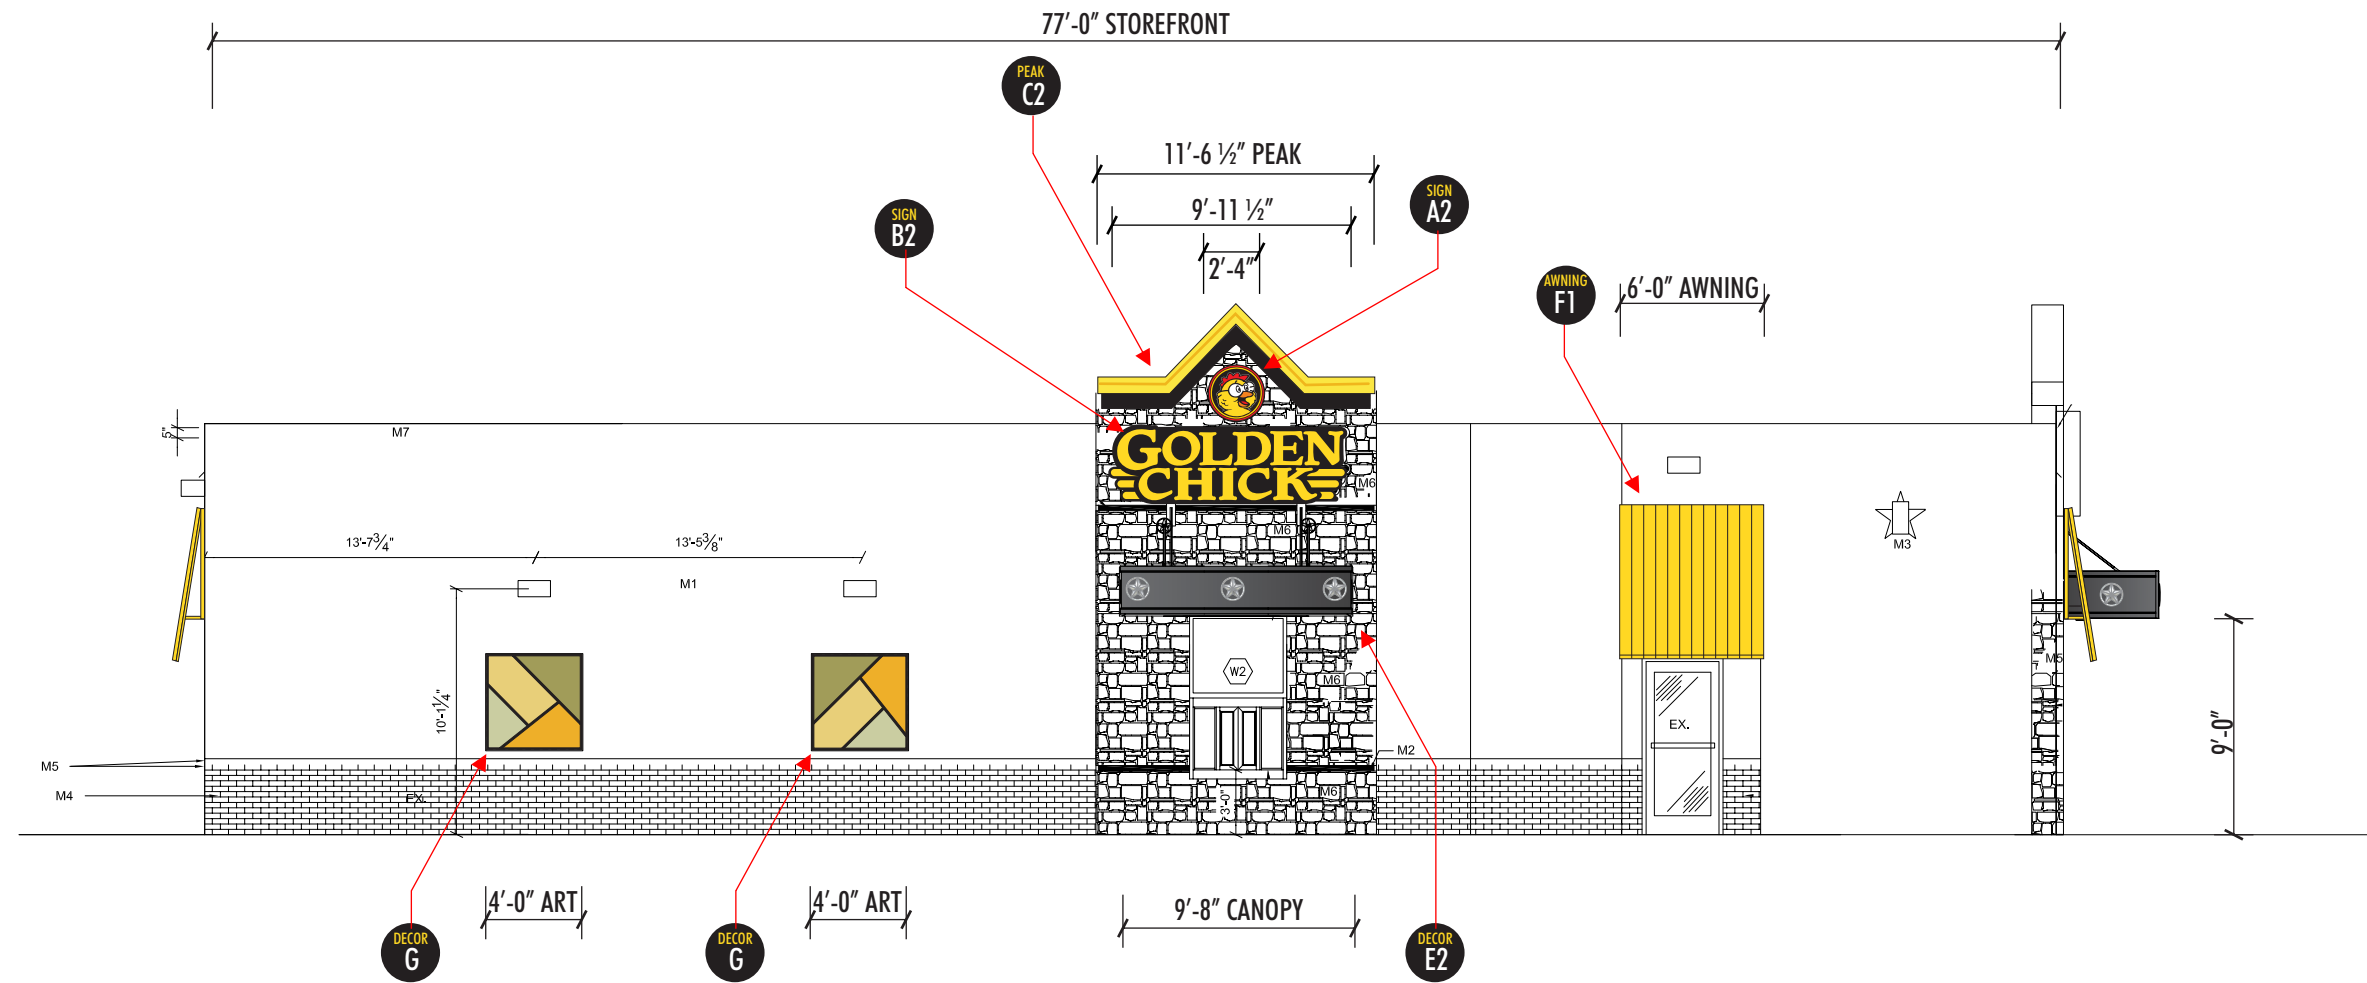 77'-0" STOREFRONT
PEAK
C2
11'-6 ½" PEAK
SIGN
A2
9'-11 ½"
SIGN
B2
2'-4"
AWNING
F1
6'-0" AWNING
5"
M7
GOLDEN
CHICK
M6
M6
M3
13'-7¾"
13'-5⅜"
M1
10'-1¼"
W2
M6
M5
EX.
9'-0"
M2
M5
M4
EX.
3'-0"
M6
4'-0" ART
4'-0" ART
9'-8" CANOPY
DECOR
G
DECOR
G
DECOR
E2